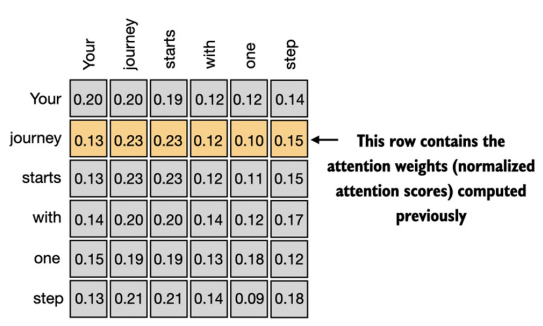 Your journey starts with one step
Your 0.20 0.20 0.19 0.12 0.12 0.14
journey 0.13 0.23 0.23 0.12 0.10 0.15
starts 0.13 0.23 0.23 0.12 0.11 0.15
with 0.14 0.20 0.20 0.14 0.12 0.17
one 0.15 0.19 0.19 0.13 0.18 0.12
step 0.13 0.21 0.21 0.14 0.09 0.18
This row contains the
attention weights (normalized
attention scores) computed
previously